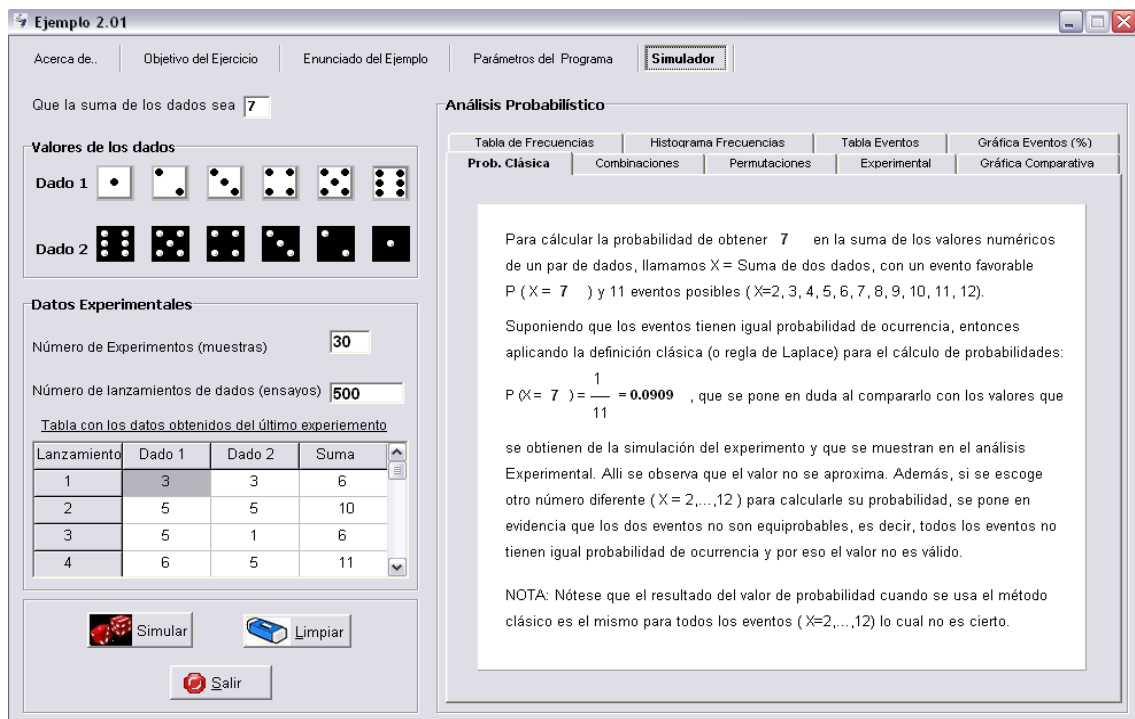 Ejemplo 2.01
Acerca de.. Objetivo del Ejercicio Enunciado del Ejemplo Parámetros del Programa Simulador
Que la suma de los dados sea 7
Valores de los dados
Dado 1
Dado 2
Datos Experimentales
Número de Experimentos (muestras) 30
Número de lanzamientos de dados (ensayos) 500
Tabla con los datos obtenidos del último experiemento
Lanzamiento Dado 1 Dado 2 Suma
1 3 3 6
2 5 5 10
3 5 1 6
4 6 5 11
Simular Limpiar
Salir
Análisis Probabilístico
Tabla de Frecuencias Histograma Frecuencias Tabla Eventos Gráfica Eventos (%)
Prob. Clásica Combinaciones Permutaciones Experimental Gráfica Comparativa
Para cálcular la probabilidad de obtener 7 en la suma de los valores numéricos
de un par de dados, llamamos X = Suma de dos dados, con un evento favorable
P ( X = 7 ) y 11 eventos posibles ( X=2, 3, 4, 5, 6, 7, 8, 9, 10, 11, 12).
Suponiendo que los eventos tienen igual probabilidad de ocurrencia, entonces
aplicando la definición clásica (o regla de Laplace) para el cálculo de probabilidades:
1
P (X = 7 ) = = 0.0909 , que se pone en duda al compararlo con los valores que
11
se obtienen de la simulación del experimento y que se muestran en el análisis
Experimental. Alli se observa que el valor no se aproxima. Además, si se escoge
otro número diferente ( X = 2,...,12 ) para calcularle su probabilidad, se pone en
evidencia que los dos eventos no son equiprobables, es decir, todos los eventos no
tienen igual probabilidad de ocurrencia y por eso el valor no es válido.
NOTA: Nótese que el resultado del valor de probabilidad cuando se usa el método
clásico es el mismo para todos los eventos ( X=2,...,12) lo cual no es cierto.